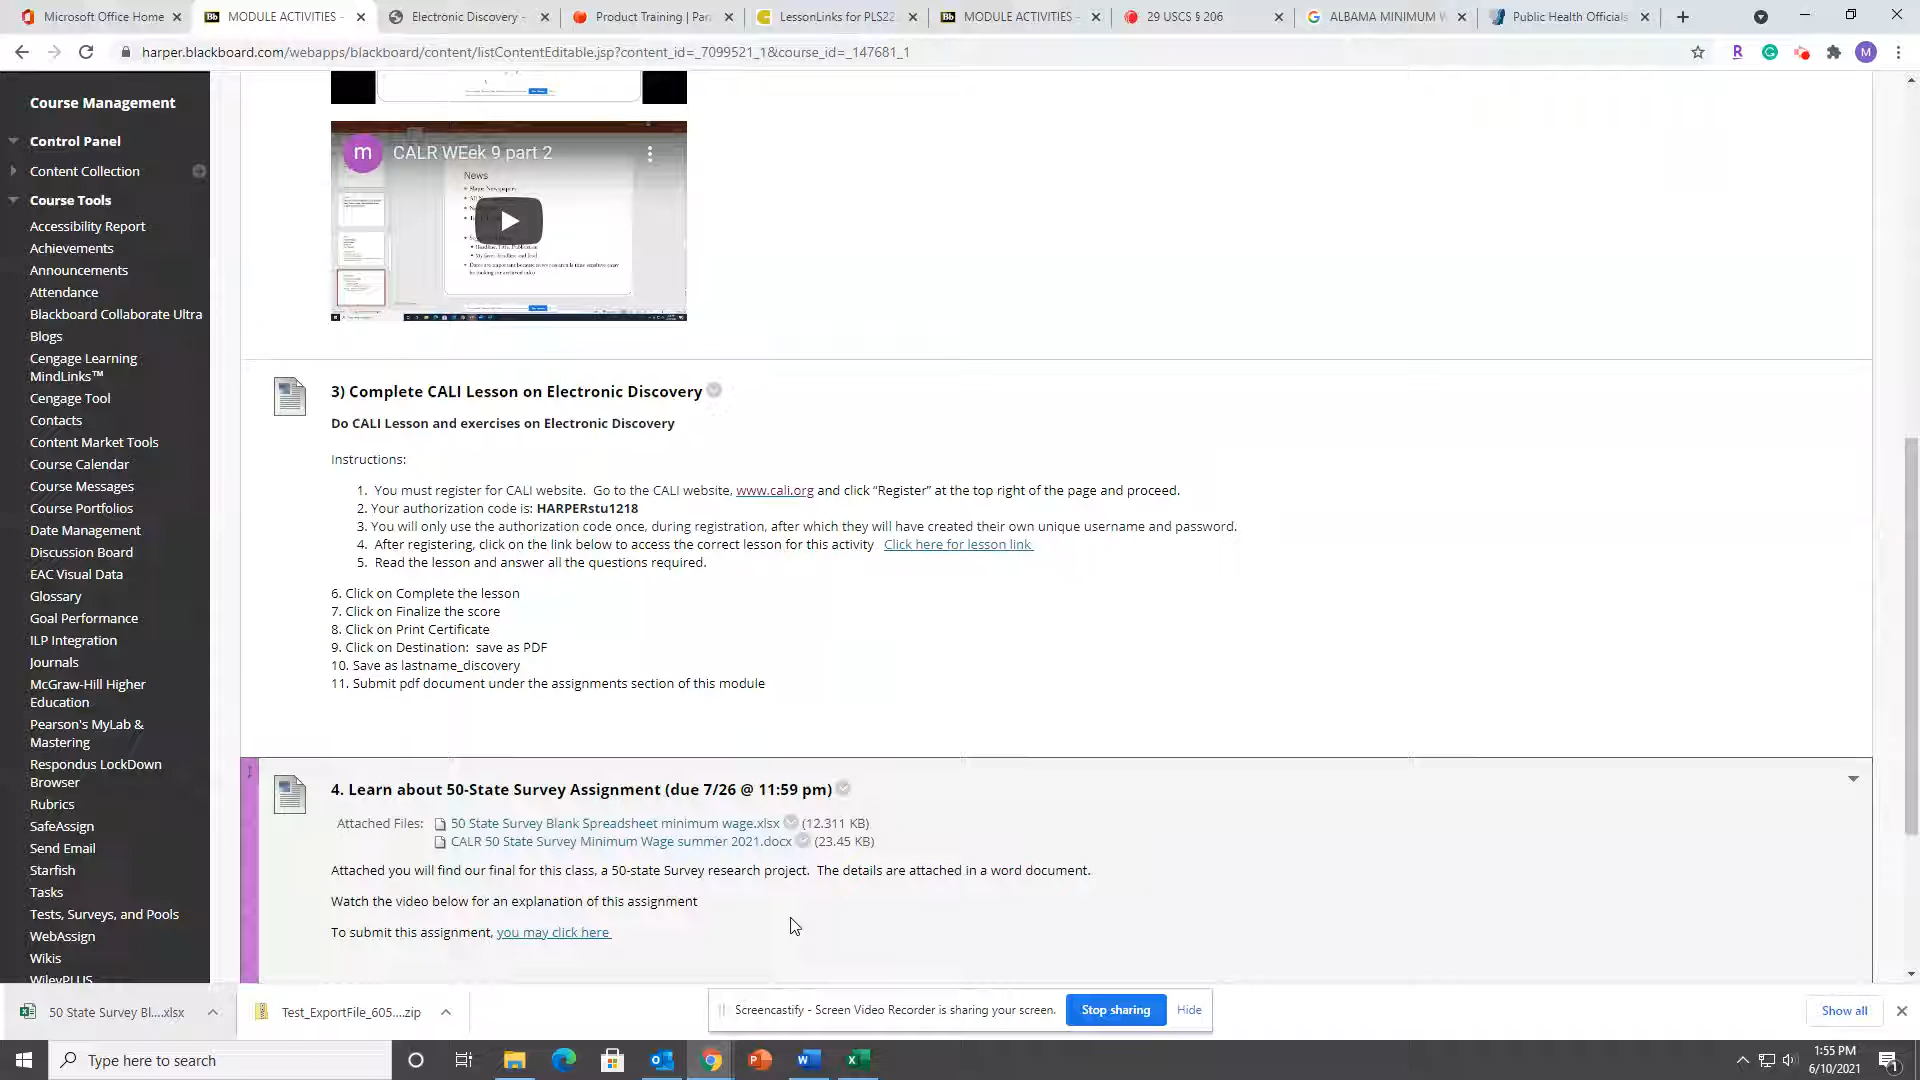 Microsoft Office Home
MODULE ACTIVITIES -
Electronic Discovery -
Product Training | Par
LessonLinks for PLS22
MODULE ACTIVITIES -
29 USCS § 206
ALBAMA MINIMUM W
Public Health Officials
harper.blackboard.com/webapps/blackboard/content/listContentEditable.jsp?content_id=_7099521_1&course_id=_147681_1
Course Management
Control Panel
Content Collection
Course Tools
Accessibility Report
Achievements
Announcements
Attendance
Blackboard Collaborate Ultra
Blogs
Cengage Learning
MindLinks™
Cengage Tool
Contacts
Content Market Tools
Course Calendar
Course Messages
Course Portfolios
Date Management
Discussion Board
EAC Visual Data
Glossary
Goal Performance
ILP Integration
Journals
McGraw-Hill Higher
Education
Pearson's MyLab &
Mastering
Respondus LockDown
Browser
Rubrics
SafeAssign
Send Email
Starfish
Tasks
Tests, Surveys, and Pools
WebAssign
Wikis
WileyPLUS
m CALR WEek 9 part 2
News
3) Complete CALI Lesson on Electronic Discovery
Do CALI Lesson and exercises on Electronic Discovery
Instructions:
1. You must register for CALI website. Go to the CALI website, www.cali.org and click “Register” at the top right of the page and proceed.
2. Your authorization code is: HARPERstu1218
3. You will only use the authorization code once, during registration, after which they will have created their own unique username and password.
4. After registering, click on the link below to access the correct lesson for this activity Click here for lesson link
5. Read the lesson and answer all the questions required.
6. Click on Complete the lesson
7. Click on Finalize the score
8. Click on Print Certificate
9. Click on Destination: save as PDF
10. Save as lastname_discovery
11. Submit pdf document under the assignments section of this module
4. Learn about 50-State Survey Assignment (due 7/26 @ 11:59 pm)
Attached Files: 50 State Survey Blank Spreadsheet minimum wage.xlsx (12.311 KB)
CALR 50 State Survey Minimum Wage summer 2021.docx (23.45 KB)
Attached you will find our final for this class, a 50-state Survey research project. The details are attached in a word document.
Watch the video below for an explanation of this assignment
To submit this assignment, you may click here
50 State Survey Bl....xlsx
Test_ExportFile_605....zip
Screencastify - Screen Video Recorder is sharing your screen.
Stop sharing
Hide
Show all
Type here to search
1:55 PM
6/10/2021